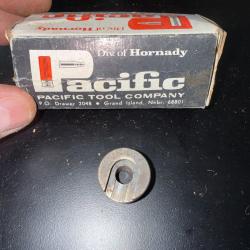 Div of Hornady
Pacific
PACIFIC TOOL COMPANY
P.O. Drawer 2048 • Grand Island, Nebr. 68801